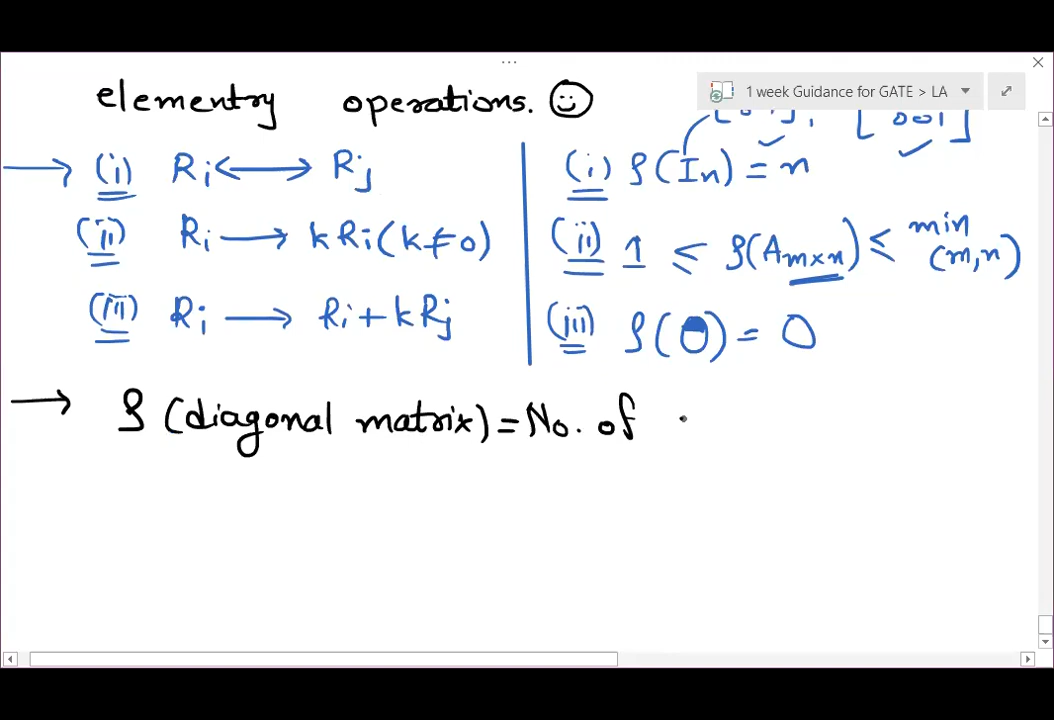 1 week Guidance for GATE > LA
elementry operations.
(i) Ri ⟷ Rj
(ii) Ri ⟶ kRi (k≠0)
(iii) Ri ⟶ Ri + kRj
(i) ρ(In) = n
(ii) 1 ≤ ρ(Am×n) ≤ min (m,n)
(iii) ρ(O) = 0
→ ρ (diagonal matrix) = No. of